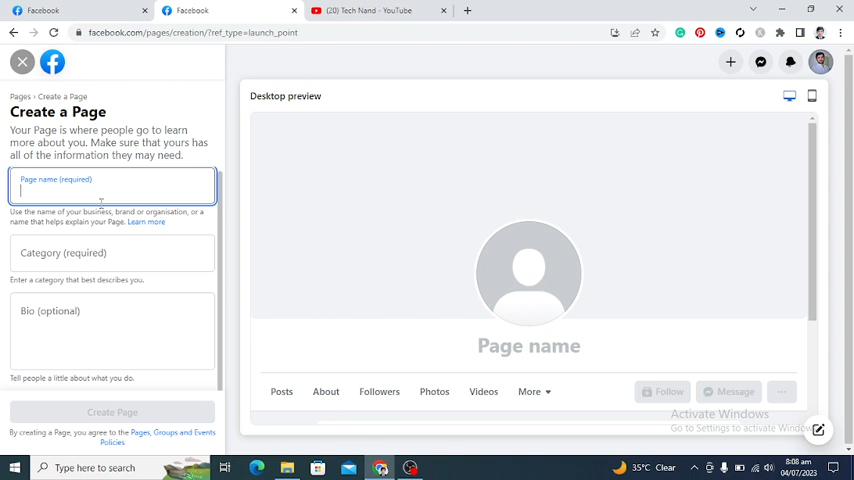 Facebook
Facebook
(20) Tech Nand - YouTube
facebook.com/pages/creation/?ref_type=launch_point
Pages › Create a Page
Create a Page
Your Page is where people go to learn
more about you. Make sure that yours has
all of the information they may need.
Page name (required)
Use the name of your business, brand or organisation, or a
name that helps explain your Page. Learn more
Category (required)
Enter a category that best describes you.
Bio (optional)
Tell people a little about what you do.
Create Page
By creating a Page, you agree to the Pages, Groups and Events
Policies
Desktop preview
Page name
Posts About Followers Photos Videos More
Follow Message
Activate Windows
Go to Settings to activate Windows.
Type here to search
35°C Clear
8:08 am
04/07/2023